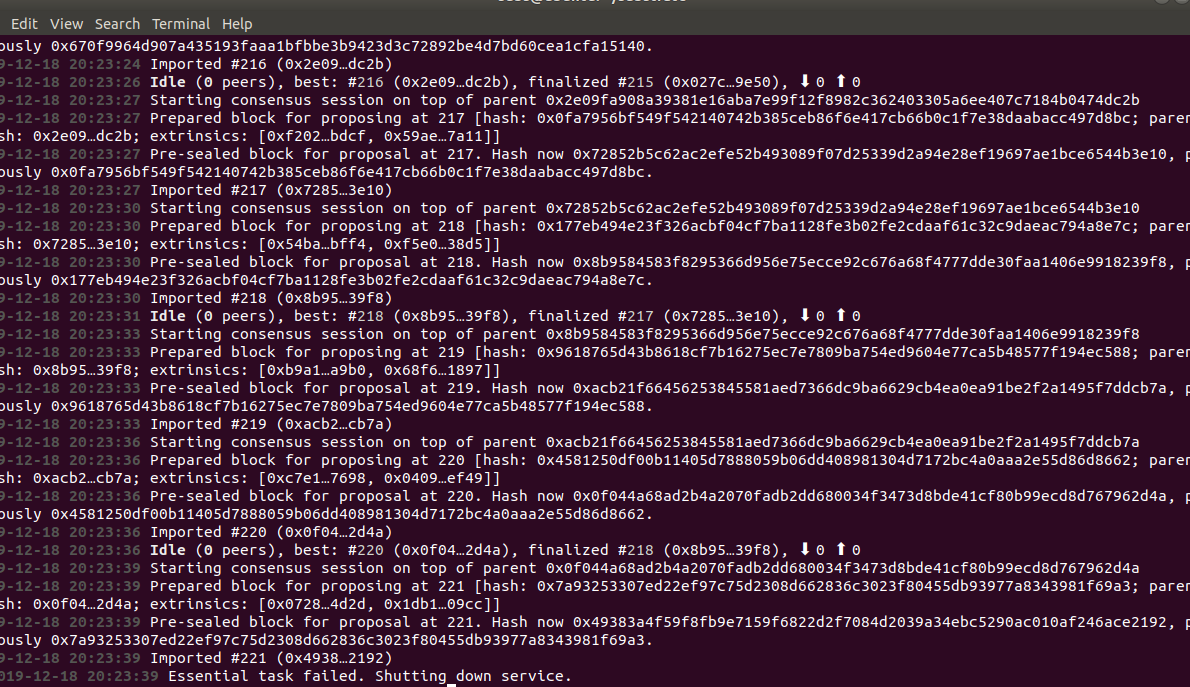 Edit View Search Terminal Help
ously 0x670f9964d907a435193faaa1bfbbe3b9423d3c72892be4d7bd60cea1cfa15140.
9-12-18 20:23:24 Imported #216 (0x2e09…dc2b)
9-12-18 20:23:26 Idle (0 peers), best: #216 (0x2e09…dc2b), finalized #215 (0x027c…9e50), ⬇ 0 ⬆ 0
9-12-18 20:23:27 Starting consensus session on top of parent 0x2e09fa908a39381e16aba7e99f12f8982c362403305a6ee407c7184b0474dc2b
9-12-18 20:23:27 Prepared block for proposing at 217 [hash: 0x0fa7956bf549f542140742b385ceb86f6e417cb66b0c1f7e38daabacc497d8bc; paren
sh: 0x2e09…dc2b; extrinsics: [0xf202…bdcf, 0x59ae…7a11]]
9-12-18 20:23:27 Pre-sealed block for proposal at 217. Hash now 0x72852b5c62ac2efe52b493089f07d25339d2a94e28ef19697ae1bce6544b3e10, p
ously 0x0fa7956bf549f542140742b385ceb86f6e417cb66b0c1f7e38daabacc497d8bc.
9-12-18 20:23:27 Imported #217 (0x7285…3e10)
9-12-18 20:23:30 Starting consensus session on top of parent 0x72852b5c62ac2efe52b493089f07d25339d2a94e28ef19697ae1bce6544b3e10
9-12-18 20:23:30 Prepared block for proposing at 218 [hash: 0x177eb494e23f326acbf04cf7ba1128fe3b02fe2cdaaf61c32c9daeac794a8e7c; paren
sh: 0x7285…3e10; extrinsics: [0x54ba…bff4, 0xf5e0…38d5]]
9-12-18 20:23:30 Pre-sealed block for proposal at 218. Hash now 0x8b9584583f8295366d956e75ecce92c676a68f4777dde30faa1406e9918239f8, p
ously 0x177eb494e23f326acbf04cf7ba1128fe3b02fe2cdaaf61c32c9daeac794a8e7c.
9-12-18 20:23:30 Imported #218 (0x8b95…39f8)
9-12-18 20:23:31 Idle (0 peers), best: #218 (0x8b95…39f8), finalized #217 (0x7285…3e10), ⬇ 0 ⬆ 0
9-12-18 20:23:33 Starting consensus session on top of parent 0x8b9584583f8295366d956e75ecce92c676a68f4777dde30faa1406e9918239f8
9-12-18 20:23:33 Prepared block for proposing at 219 [hash: 0x9618765d43b8618cf7b16275ec7e7809ba754ed9604e77ca5b48577f194ec588; paren
sh: 0x8b95…39f8; extrinsics: [0xb9a1…a9b0, 0x68f6…1897]]
9-12-18 20:23:33 Pre-sealed block for proposal at 219. Hash now 0xacb21f66456253845581aed7366dc9ba6629cb4ea0ea91be2f2a1495f7ddcb7a, p
ously 0x9618765d43b8618cf7b16275ec7e7809ba754ed9604e77ca5b48577f194ec588.
9-12-18 20:23:33 Imported #219 (0xacb2…cb7a)
9-12-18 20:23:36 Starting consensus session on top of parent 0xacb21f66456253845581aed7366dc9ba6629cb4ea0ea91be2f2a1495f7ddcb7a
9-12-18 20:23:36 Prepared block for proposing at 220 [hash: 0x4581250df00b11405d7888059b06dd408981304d7172bc4a0aaa2e55d86d8662; paren
sh: 0xacb2…cb7a; extrinsics: [0xc7e1…7698, 0x0409…ef49]]
9-12-18 20:23:36 Pre-sealed block for proposal at 220. Hash now 0x0f044a68ad2b4a2070fadb2dd680034f3473d8bde41cf80b99ecd8d767962d4a, p
ously 0x4581250df00b11405d7888059b06dd408981304d7172bc4a0aaa2e55d86d8662.
9-12-18 20:23:36 Imported #220 (0x0f04…2d4a)
9-12-18 20:23:36 Idle (0 peers), best: #220 (0x0f04…2d4a), finalized #218 (0x8b95…39f8), ⬇ 0 ⬆ 0
9-12-18 20:23:39 Starting consensus session on top of parent 0x0f044a68ad2b4a2070fadb2dd680034f3473d8bde41cf80b99ecd8d767962d4a
9-12-18 20:23:39 Prepared block for proposing at 221 [hash: 0x7a93253307ed22ef97c75d2308d662836c3023f80455db93977a8343981f69a3; paren
sh: 0x0f04…2d4a; extrinsics: [0x0728…4d2d, 0x1db1…09cc]]
9-12-18 20:23:39 Pre-sealed block for proposal at 221. Hash now 0x49383a4f59f8fb9e7159f6822d2f7084d2039a34ebc5290ac010af246ace2192, p
ously 0x7a93253307ed22ef97c75d2308d662836c3023f80455db93977a8343981f69a3.
9-12-18 20:23:39 Imported #221 (0x4938…2192)
019-12-18 20:23:39 Essential task failed. Shutting down service.